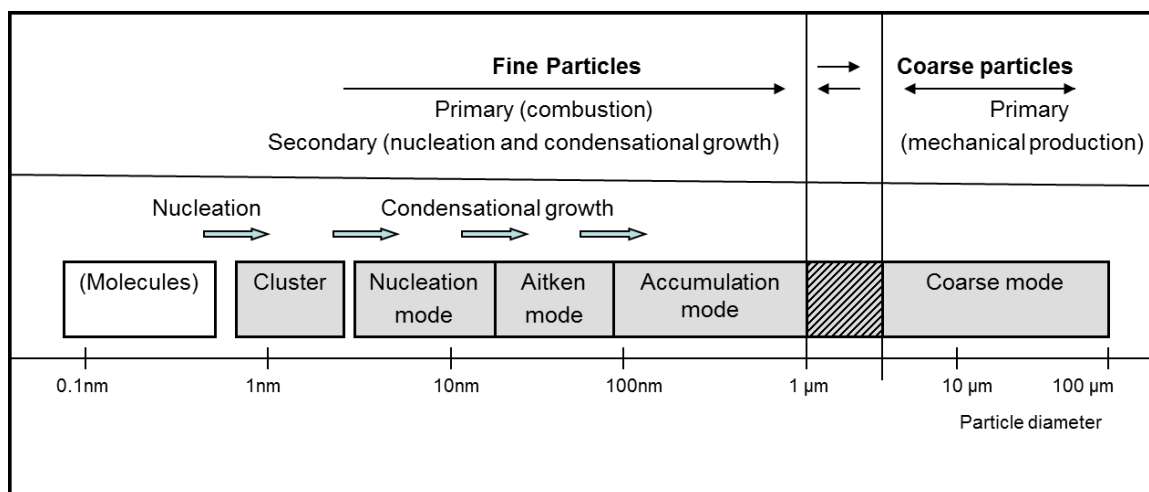 Fine Particles
Coarse particles
Primary (combustion)
Primary
Secondary (nucleation and condensational growth)
(mechanical production)
Nucleation
Condensational growth
(Molecules)
Cluster
Nucleation
mode
Aitken
mode
Accumulation
mode
Coarse mode
0.1nm
1nm
10nm
100nm
1 μm
10 μm
100 μm
Particle diameter